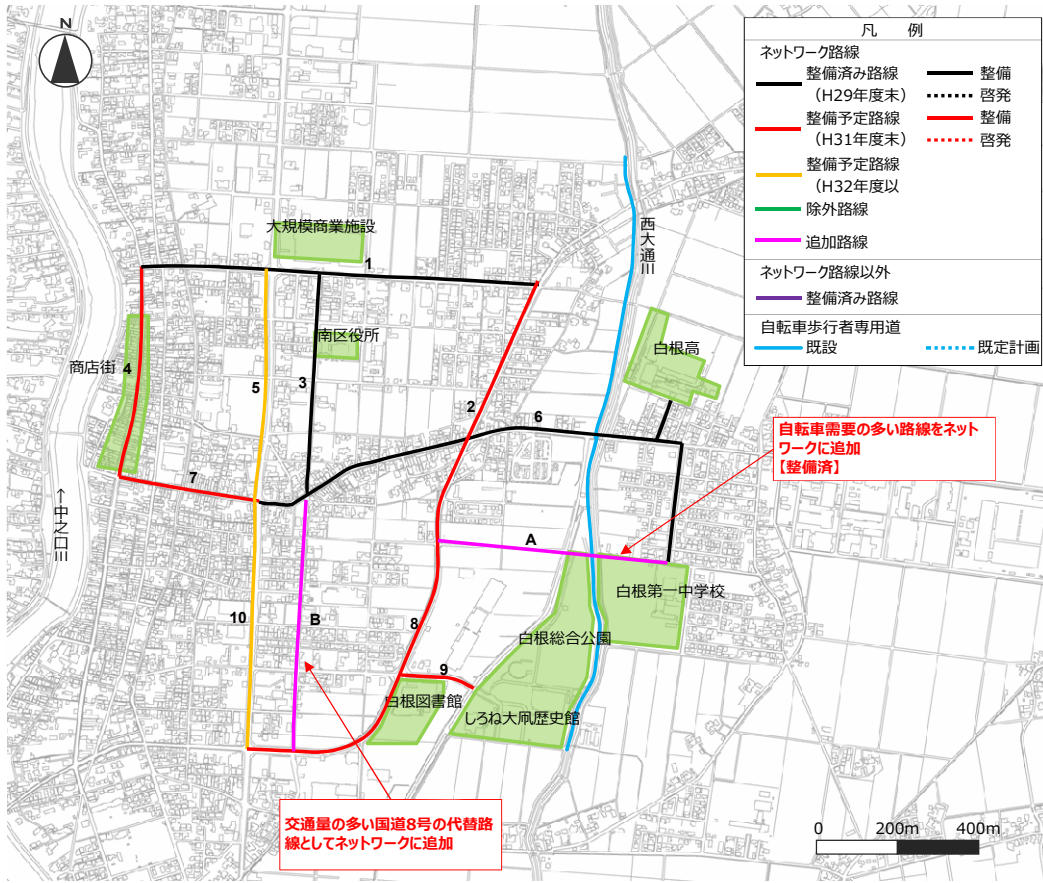 N
凡　例
ネットワーク路線
整備済み路線
（H29年度末）
整備
啓発
整備予定路線
（H31年度末）
整備
啓発
整備予定路線
（H32年度以
除外路線
追加路線
ネットワーク路線以外
整備済み路線
自転車歩行者専用道
既設
既定計画
大規模商業施設
1
西大通川
南区役所
白根高
商店街
4
5
3
2
6
自転車需要の多い路線をネット
ワークに追加
【整備済】
7
←中之口川
A
白根第一中学校
10
B
8
白根総合公園
9
白根図書館
しろね大凧歴史館
交通量の多い国道8号の代替路
線としてネットワークに追加
0
200m
400m